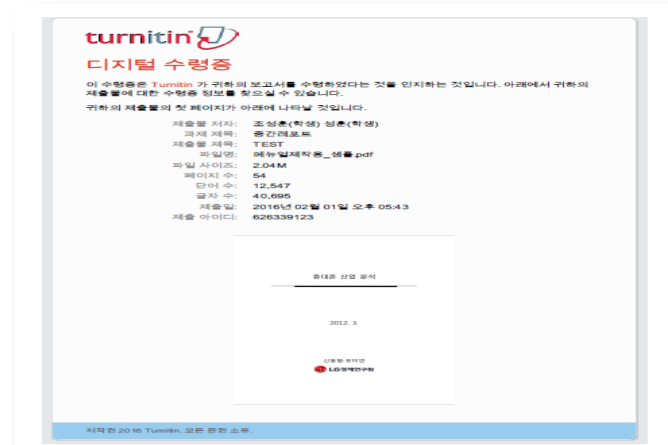 turnitin
디지털 수령증
이 수령증은 Turnitin 가 귀하의 보고서를 수령하였다는 것을 인지하는 것입니다. 아래에서 귀하의
제출물에 대한 수령증 정보를 찾으실 수 있습니다.
귀하의 제출물의 첫 페이지가 아래에 나타날 것입니다.
제출물 저자: 조성훈(학생) 성훈(학생)
과제 제목: 중간레포트
제출물 제목: TEST
파일명: 메뉴얼제작용_샘플.pdf
파일 사이즈: 2.04M
페이지 수: 54
단어 수: 12,547
글자 수: 40,695
제출일: 2016년 02월 01일 오후 05:43
제출 아이디: 626339123
휴대폰 산업 분석
2012. 3.
LG경제연구원
저작권 2016 Turnitin. 모든 판권 소유.